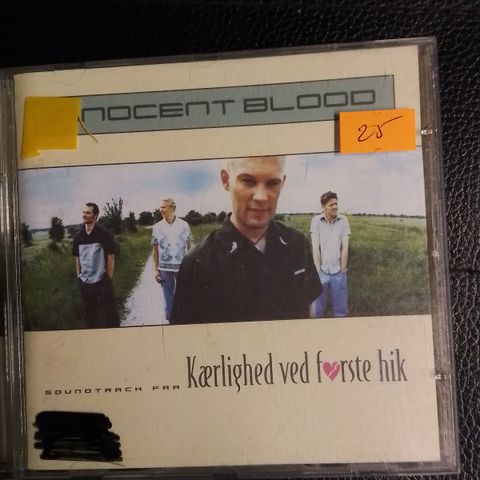 NOCENT BLOOD
25
SOUNDTRACK FRA Kærlighed ved første hik